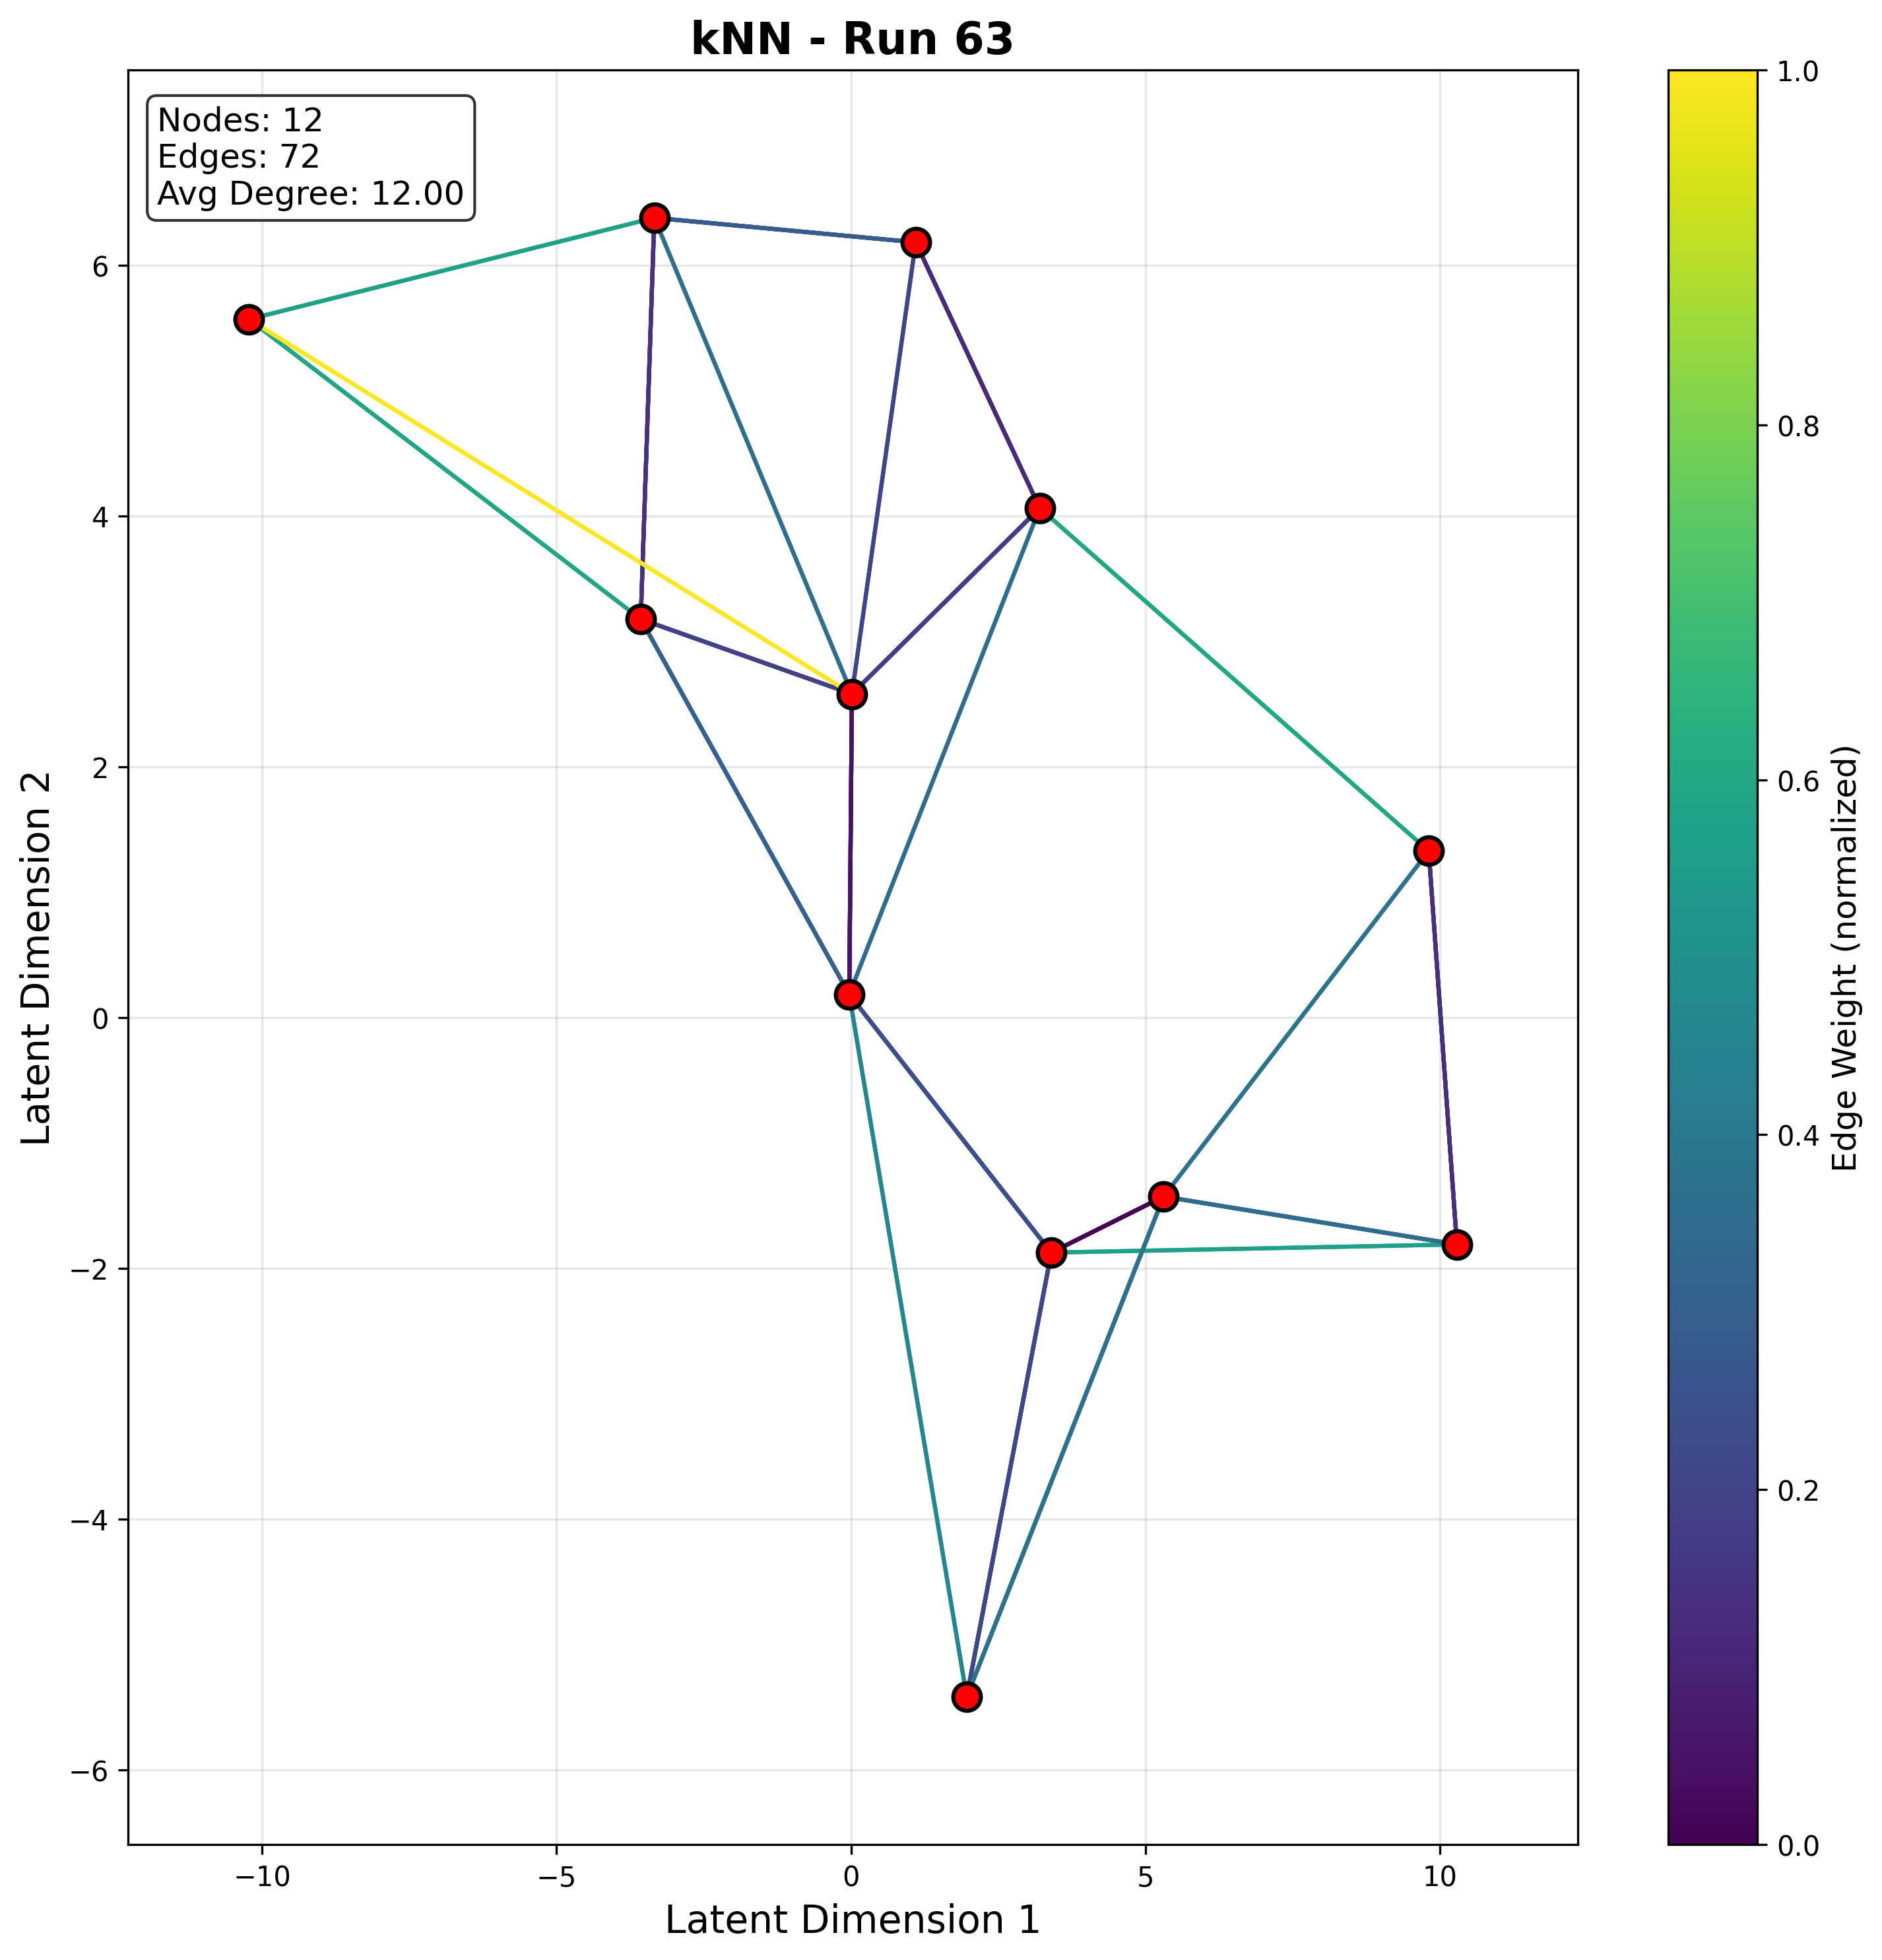 kNN - Run 63
Nodes: 12
Edges: 72
Avg Degree: 12.00
6
4
2
0
−2
−4
−6
−10
−5
0
5
10
Latent Dimension 1
Latent Dimension 2
1.0
0.8
0.6
0.4
0.2
0.0
Edge Weight (normalized)